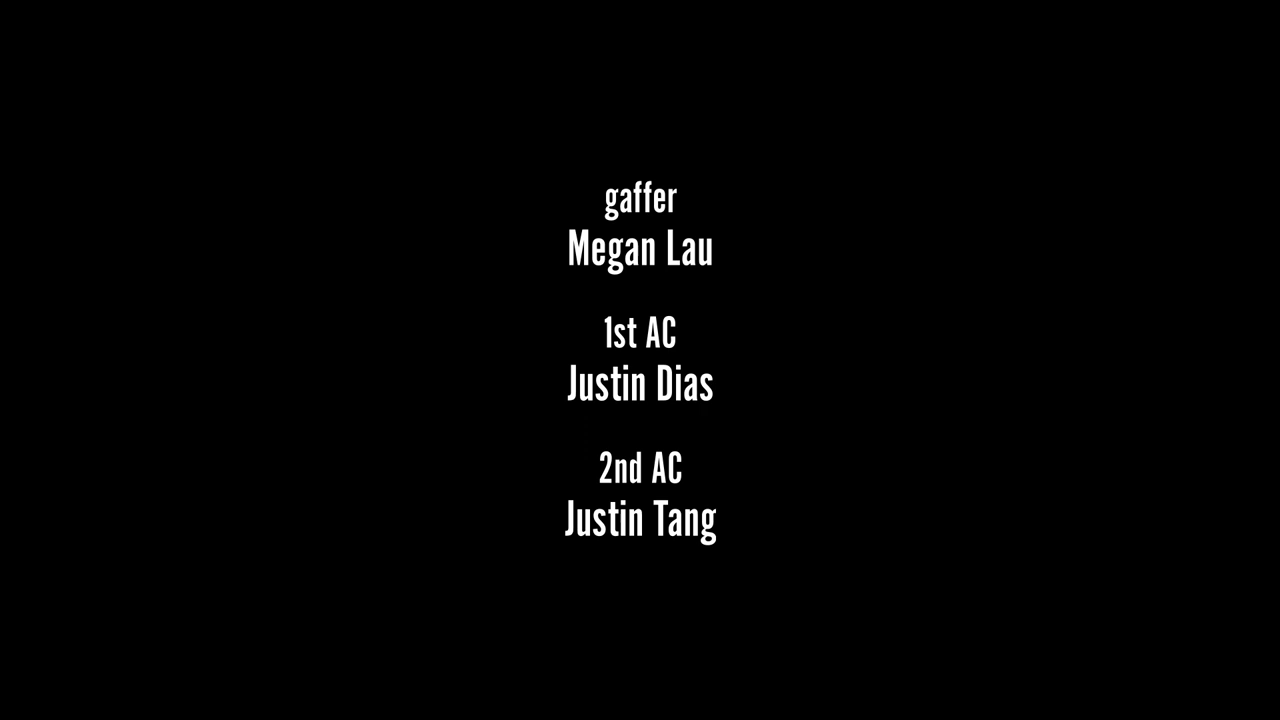 gaffer
Megan Lau
1st AC
Justin Dias
2nd AC
Justin Tang